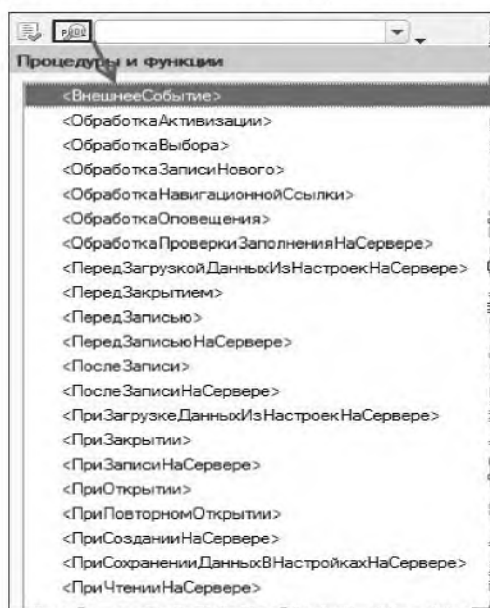 Процедуры и функции
<ВнешнееСобытие>
<ОбработкаАктивизации>
<ОбработкаВыбора>
<ОбработкаЗаписиНового>
<ОбработкаНавигационнойСсылки>
<ОбработкаОповещения>
<ОбработкаПроверкиЗаполненияНаСервере>
<ПередЗагрузкойДанныхИзНастроекНаСервере>
<ПередЗакрытием>
<ПередЗаписью>
<ПередЗаписьюНаСервере>
<ПослеЗаписи>
<ПослеЗаписиНаСервере>
<ПриЗагрузкеДанныхИзНастроекНаСервере>
<ПриЗакрытии>
<ПриЗаписиНаСервере>
<ПриОткрытии>
<ПриПовторномОткрытии>
<ПриСозданииНаСервере>
<ПриСохраненииДанныхВНастройкахНаСервере>
<ПриЧтенииНаСервере>